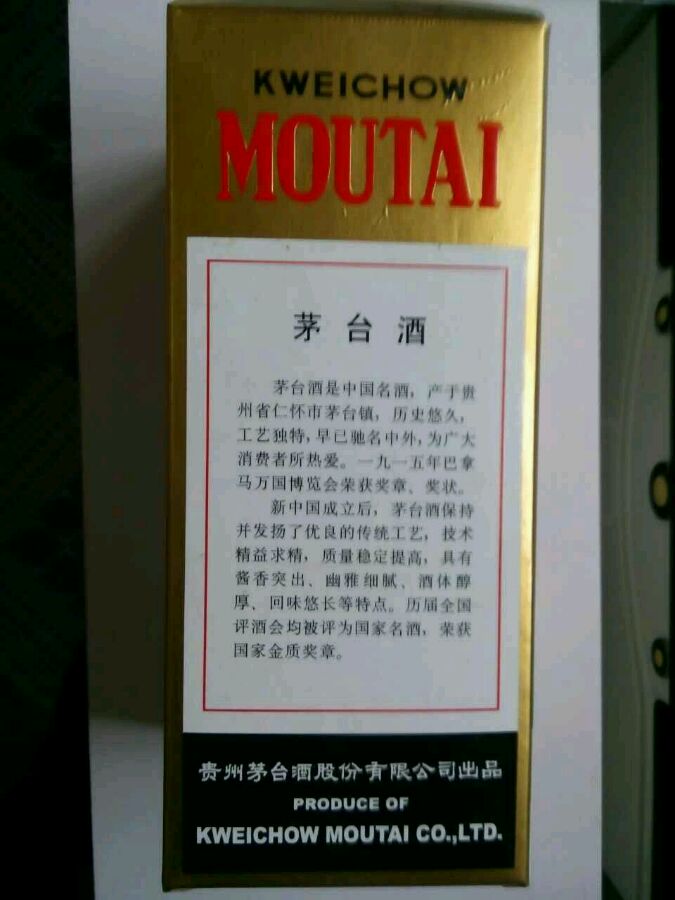 KWEICHOW
MOUTAI
茅台酒
茅台酒是中国名酒，产于贵
州省仁怀市茅台镇，历史悠久，
工艺独特，早已驰名中外，为广大
消费者所热爱。一九一五年巴拿
马万国博览会荣获奖章、奖状。
新中国成立后，茅台酒保持
并发扬了优良的传统工艺，技术
精益求精，质量稳定提高，具有
酱香突出、幽雅细腻、酒体醇
厚、回味悠长等特点。历届全国
评酒会均被评为国家名酒，荣获
国家金质奖章。
贵州茅台酒股份有限公司出品
PRODUCE OF
KWEICHOW MOUTAI CO.,LTD.